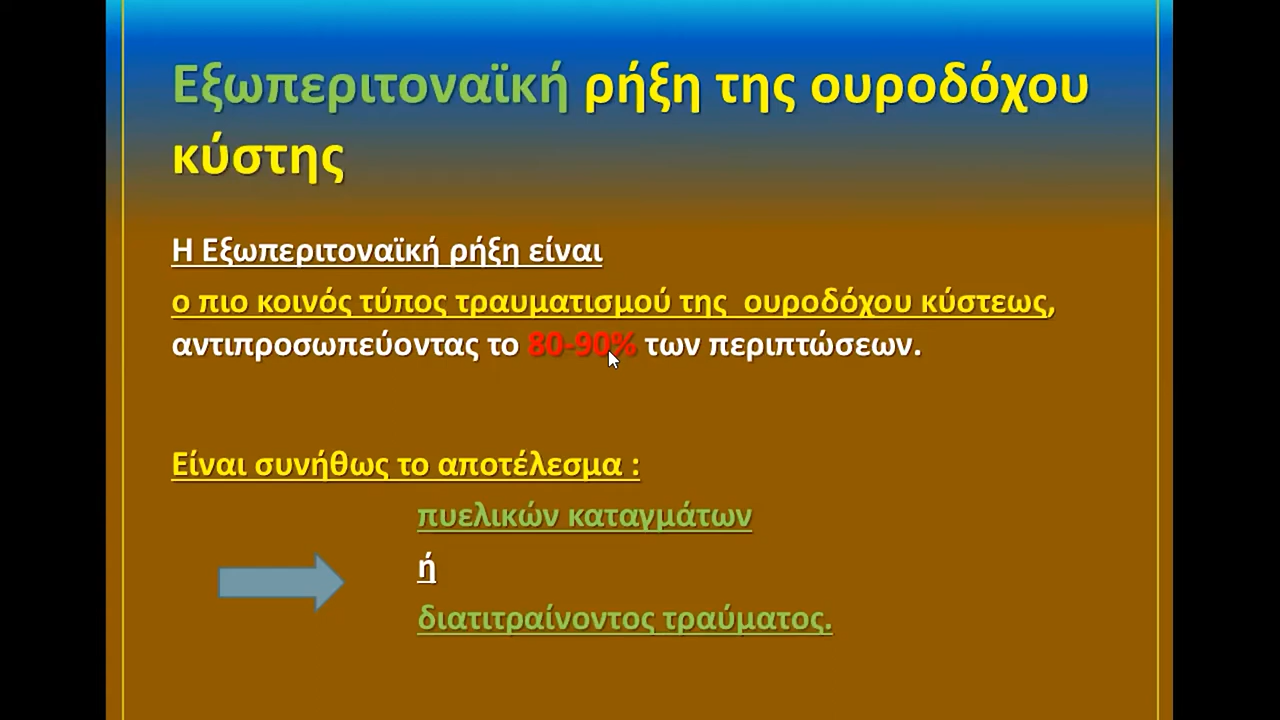 Εξωπεριτοναϊκή ρήξη της ουροδόχου
κύστης
Η Εξωπεριτοναϊκή ρήξη είναι
ο πιο κοινός τύπος τραυματισμού της ουροδόχου κύστεως,
αντιπροσωπεύοντας το 80-90% των περιπτώσεων.
Είναι συνήθως το αποτέλεσμα :
πυελικών καταγμάτων
ή
διατιτραίνοντος τραύματος.